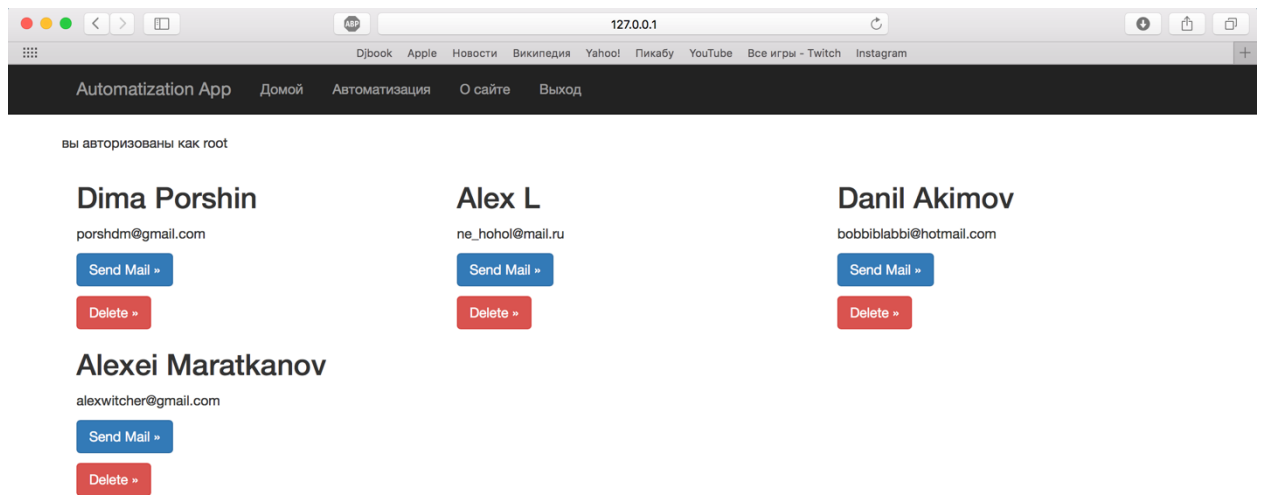 ABP 127.0.0.1
Djbook Apple Новости Википедия Yahoo! Пикабу YouTube Все игры - Twitch Instagram
Automatization App Домой Автоматизация О сайте Выход
вы авторизованы как root
Dima Porshin
porshdm@gmail.com
Send Mail »
Delete »
Alex L
ne_hohol@mail.ru
Send Mail »
Delete »
Danil Akimov
bobbiblabbi@hotmail.com
Send Mail »
Delete »
Alexei Maratkanov
alexwitcher@gmail.com
Send Mail »
Delete »